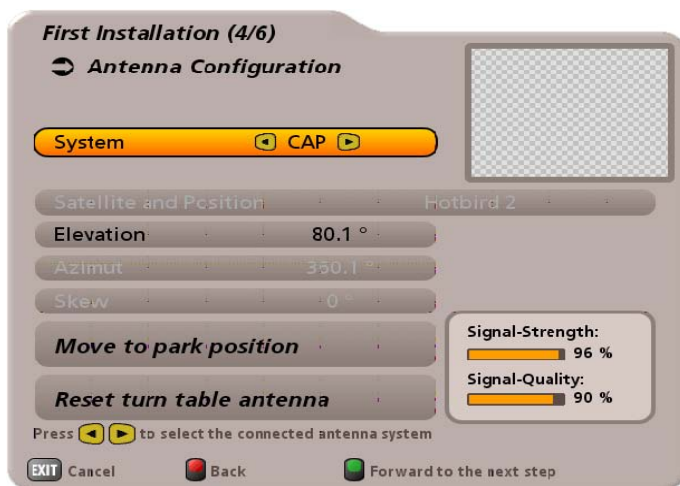 First Installation (4/6)
Antenna Configuration
System CAP
Satellite and Position Hotbird 2
Elevation 80.1 °
Azimut 350.1 °
Skew 0 °
Move to park position
Signal-Strength:
96 %
Reset turn table antenna
Signal-Quality:
90 %
Press to select the connected antenna system
EXIT Cancel Back Forward to the next step